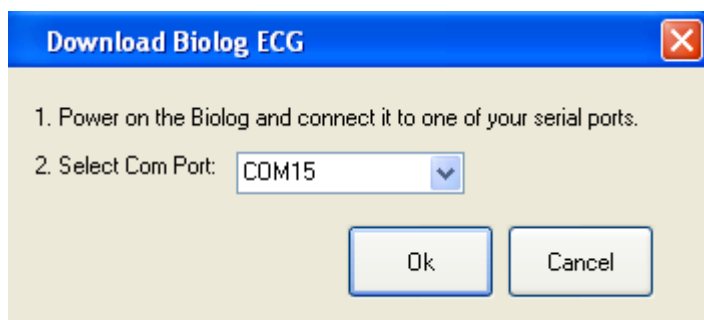 Download Biolog ECG
1. Power on the Biolog and connect it to one of your serial ports.
2. Select Com Port: COM15
Ok Cancel